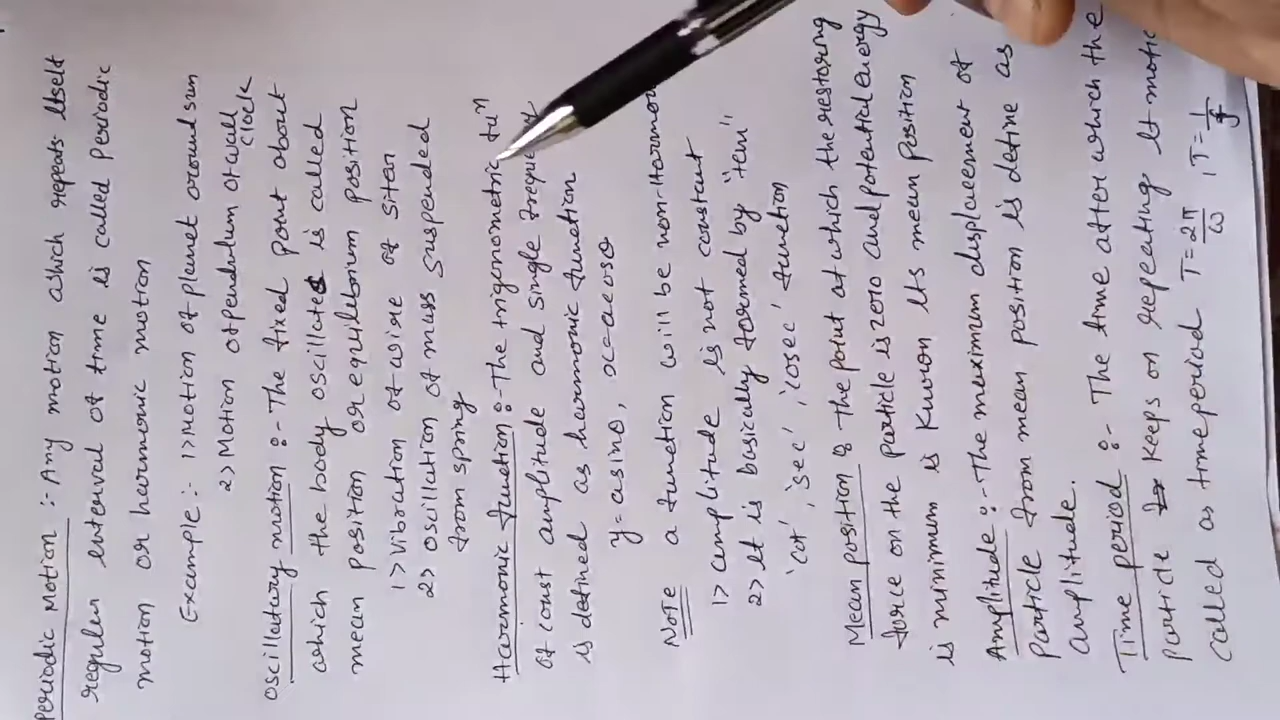 Periodic Motion :- Any motion which repeats itself
reguler interval of time is called periodic
motion or harmonic motion
Example :- 1> Motion of planet around sun
2> Motion of pendulum of wall
clock
oscillatory motion :- The fixed point about
which the body oscillates is called
mean position or equilibrium position
1> Vibration of wire of sitar
2> oscillation of mass suspended
from spring
Harmonic function :- The trigonometric fuⁿ
of const amplitude and single
is defined as harmonic function
y = a sinθ, x = a cosθ
NOTE a function will be non-Harmonic
1> amplitude is not constant
2> It is basically formed by "tan"
'cot', 'sec', 'cosec' function
Mean position :- The point at which the restoring
force on the particle is zero and potential energy
is minimum is known its mean position
Amplitude :- The maximum displacement of
particle from mean position is define as
amplitude.
Time period :- The time after which the
particle keeps on repeating It
called as time period T = 2π/ω , T = 1/f